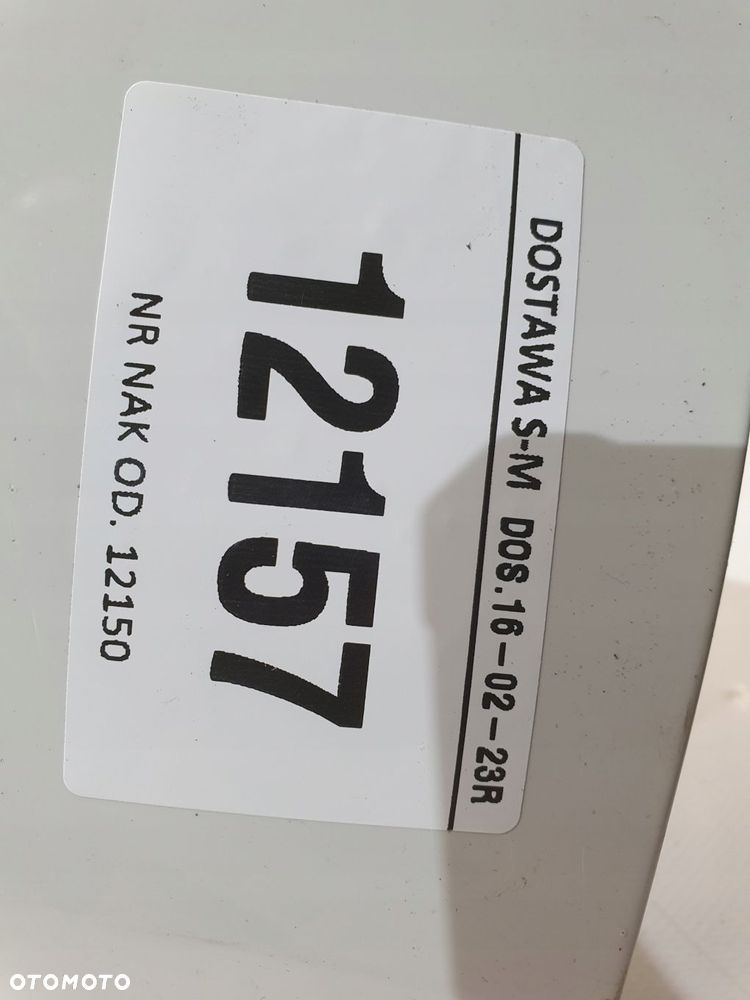 DOSTAWA S-M DOS.16-02-23R
12157
NR NAK OD. 12150
OTOMOTO